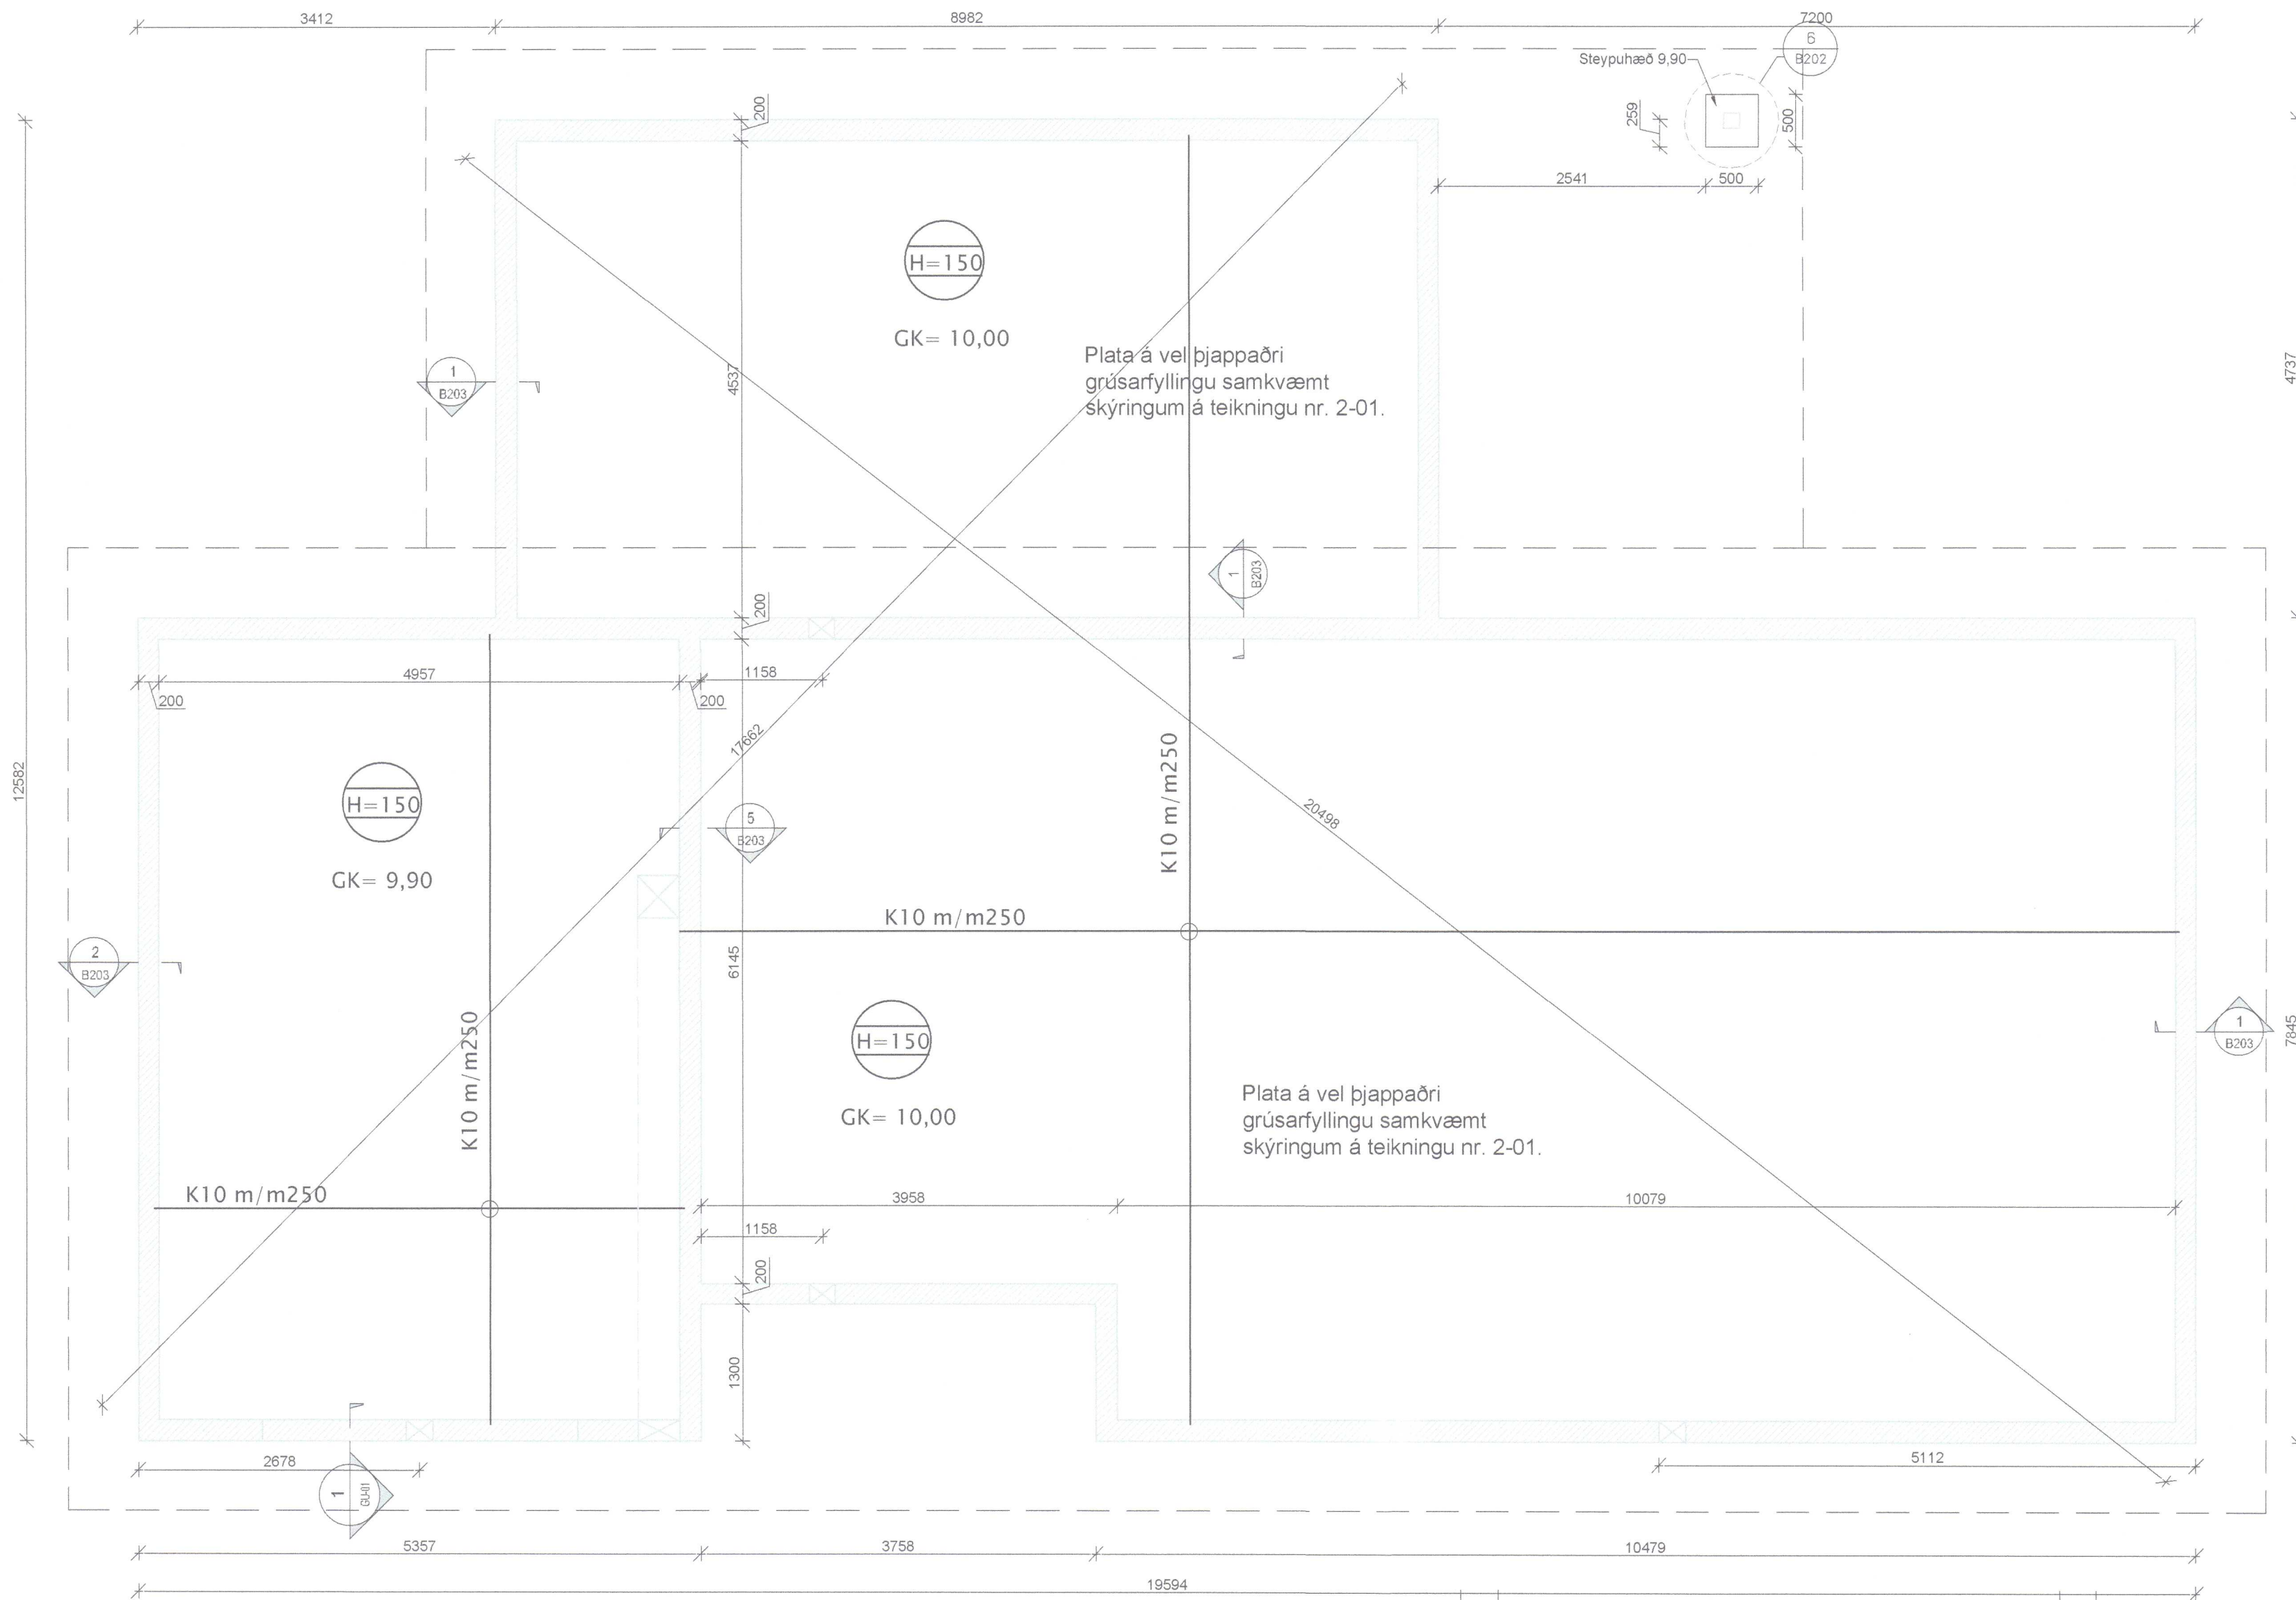 3412
8982
7200
6
B202
Steypuhæð 9,90
259
500
2541
500
200
H=150
GK= 10,00
4537
Plata á vel þjappaðri
grúsarfyllingu samkvæmt
skýringum á teikningu nr. 2-01.
4737
1
B203
1
B203
200
4957
1158
200
200
17662
12582
K10 m/m250
H=150
5
B203
20498
GK= 9,90
K10 m/m250
2
B203
6145
K10 m/m250
H=150
1
B203
7845
GK= 10,00
Plata á vel þjappaðri
grúsarfyllingu samkvæmt
skýringum á teikningu nr. 2-01.
K10 m/m250
3958
10079
1158
200
1300
2678
1
GU-01
5112
5357
3758
10479
19594